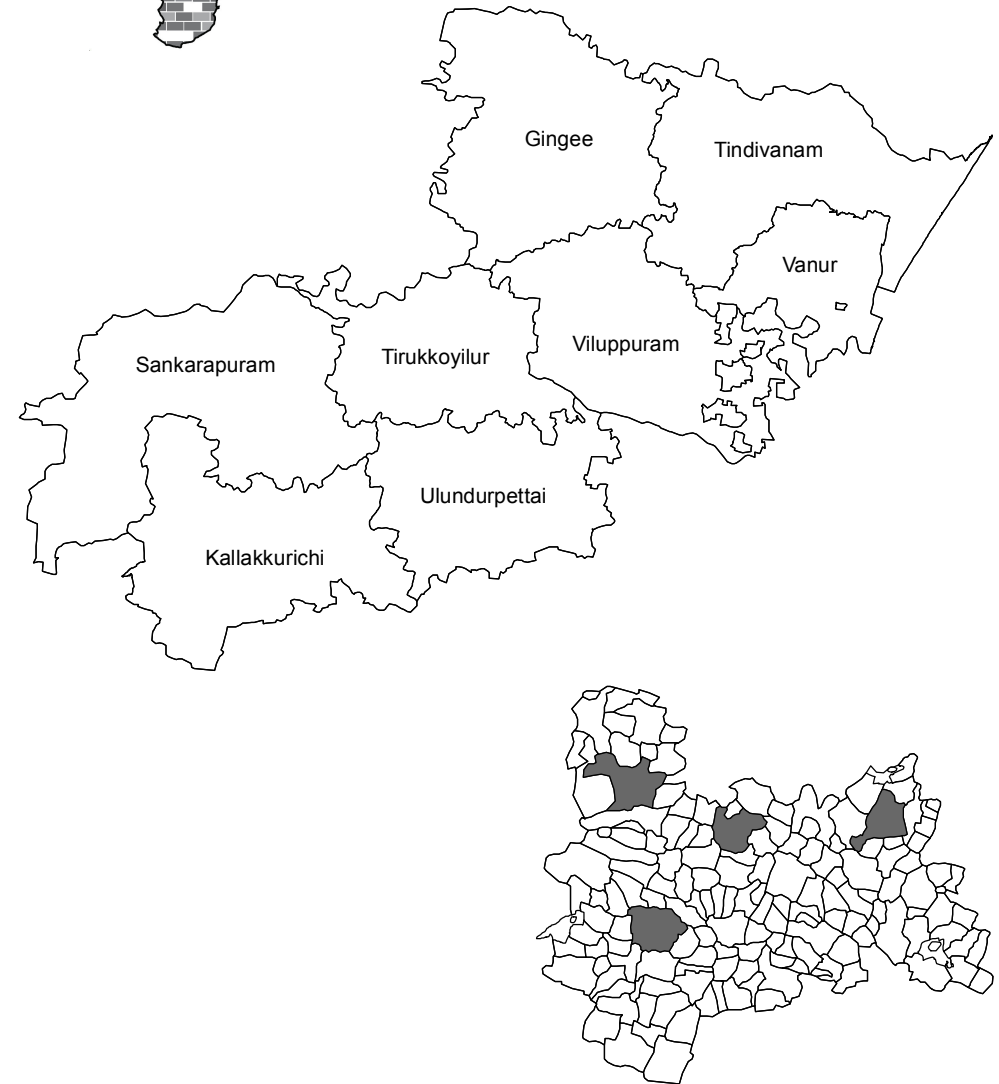 Gingee
Tindivanam
Vanur
Viluppuram
Tirukkoyilur
Sankarapuram
Ulundurpettai
Kallakkurichi